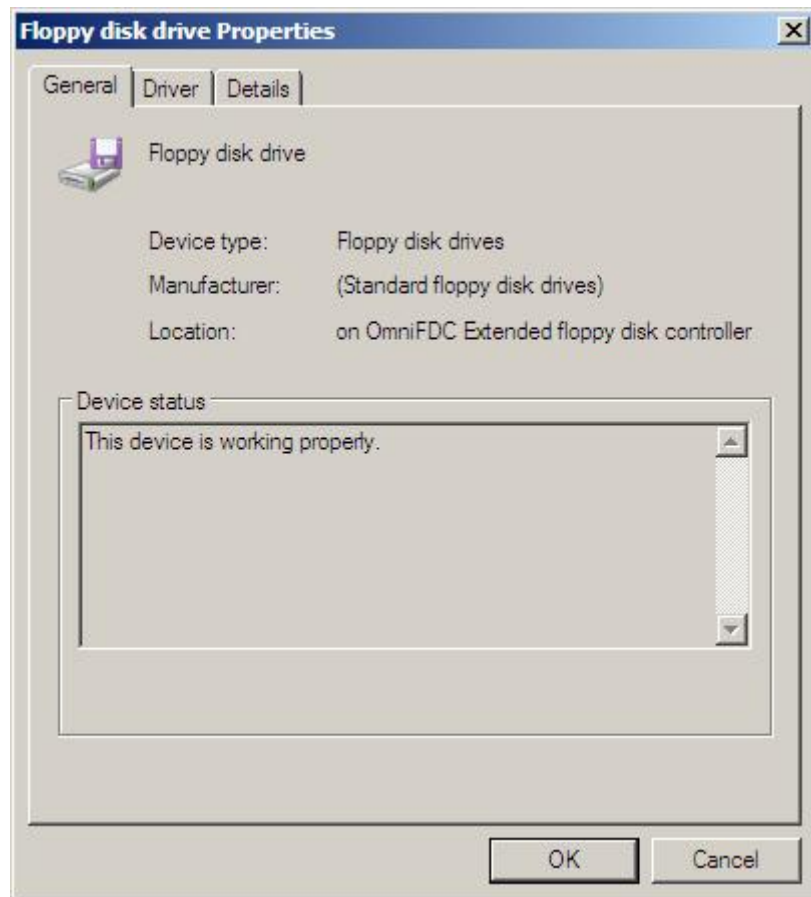 Floppy disk drive Properties
General Driver Details
Floppy disk drive
Device type: Floppy disk drives
Manufacturer: (Standard floppy disk drives)
Location: on OmniFDC Extended floppy disk controller
Device status
This device is working properly.
OK Cancel